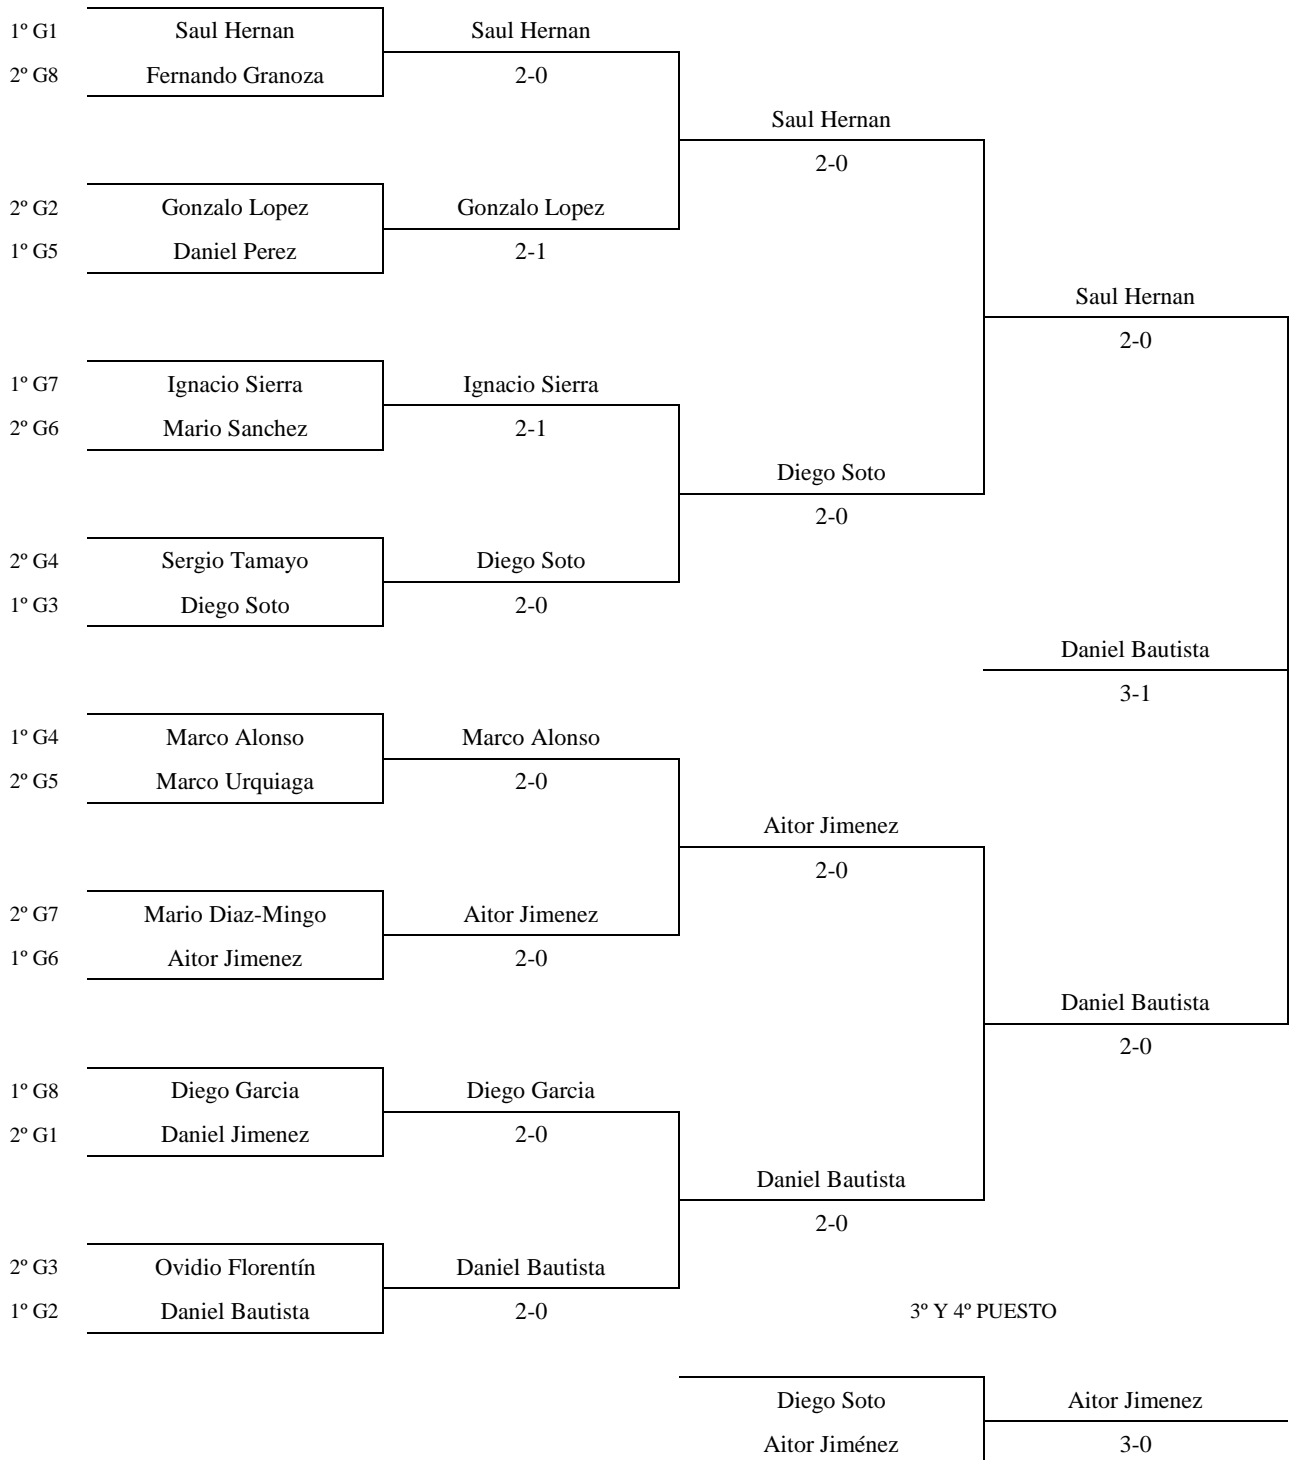 1º G1 Saul Hernan Saul Hernan
2º G8 Fernando Granoza 2-0
Saul Hernan
2-0
2º G2 Gonzalo Lopez Gonzalo Lopez
1º G5 Daniel Perez 2-1
Saul Hernan
2-0
1º G7 Ignacio Sierra Ignacio Sierra
2º G6 Mario Sanchez 2-1
Diego Soto
2-0
2º G4 Sergio Tamayo Diego Soto
1º G3 Diego Soto 2-0
Daniel Bautista
3-1
1º G4 Marco Alonso Marco Alonso
2º G5 Marco Urquiaga 2-0
Aitor Jimenez
2-0
2º G7 Mario Diaz-Mingo Aitor Jimenez
1º G6 Aitor Jimenez 2-0
Daniel Bautista
2-0
1º G8 Diego Garcia Diego Garcia
2º G1 Daniel Jimenez 2-0
Daniel Bautista
2-0
2º G3 Ovidio Florentín Daniel Bautista
1º G2 Daniel Bautista 2-0 3º Y 4º PUESTO
Diego Soto Aitor Jimenez
Aitor Jiménez 3-0